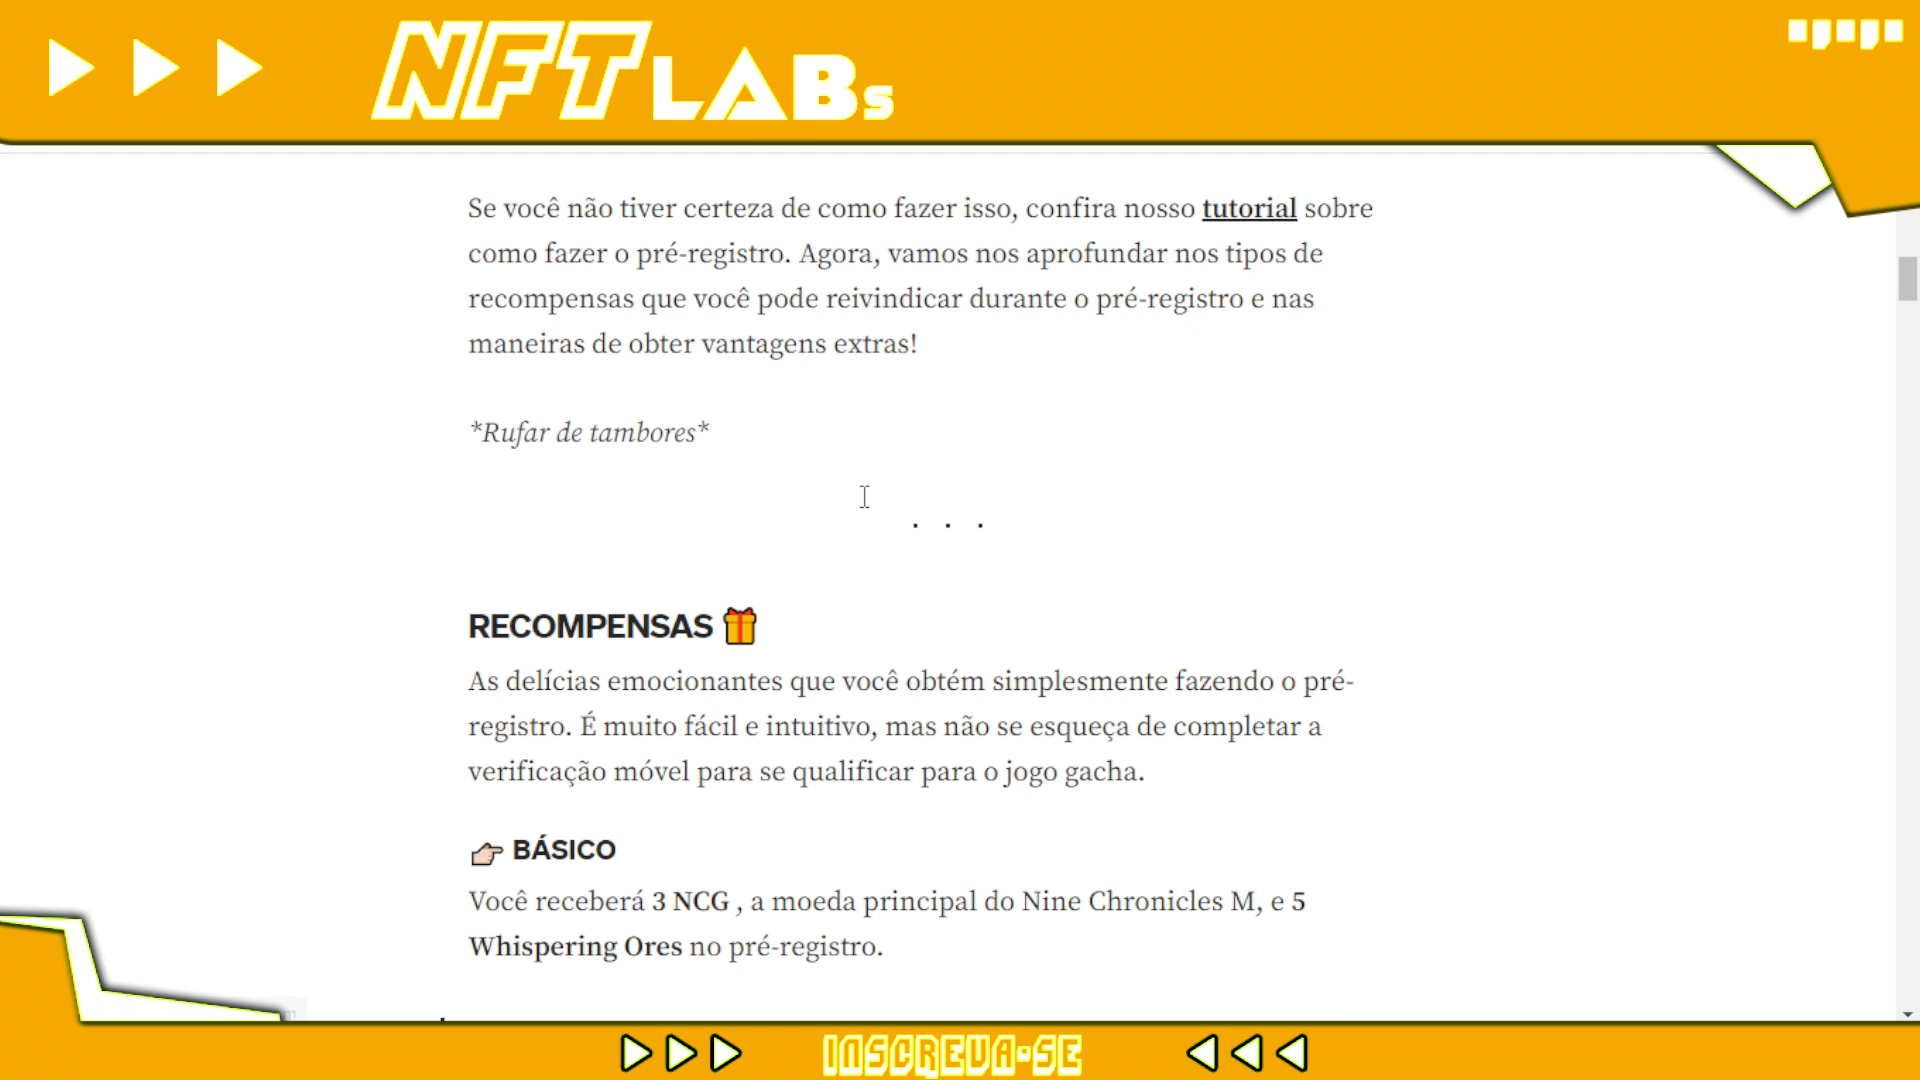 NFT LABs
Se você não tiver certeza de como fazer isso, confira nosso tutorial sobre
como fazer o pré-registro. Agora, vamos nos aprofundar nos tipos de
recompensas que você pode reivindicar durante o pré-registro e nas
maneiras de obter vantagens extras!
*Rufar de tambores*
. . .
RECOMPENSAS 🎁
As delícias emocionantes que você obtém simplesmente fazendo o pré-
registro. É muito fácil e intuitivo, mas não se esqueça de completar a
verificação móvel para se qualificar para o jogo gacha.
👉 BÁSICO
Você receberá 3 NCG , a moeda principal do Nine Chronicles M, e 5
Whispering Ores no pré-registro.
INSCREVA-SE